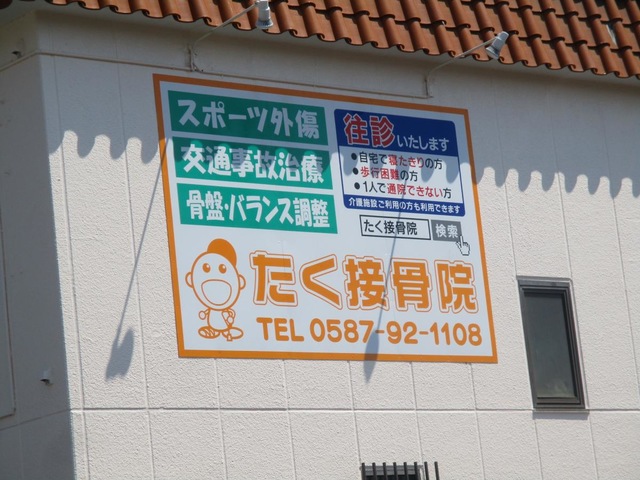 スポーツ外傷
交通事故治療
骨盤・バランス調整
往診いたします
●自宅で寝たきりの方
●歩行困難の方
●1人で通院できない方
介護施設ご利用の方も利用できます
たく接骨院 検索
たく接骨院
TEL 0587-92-1108